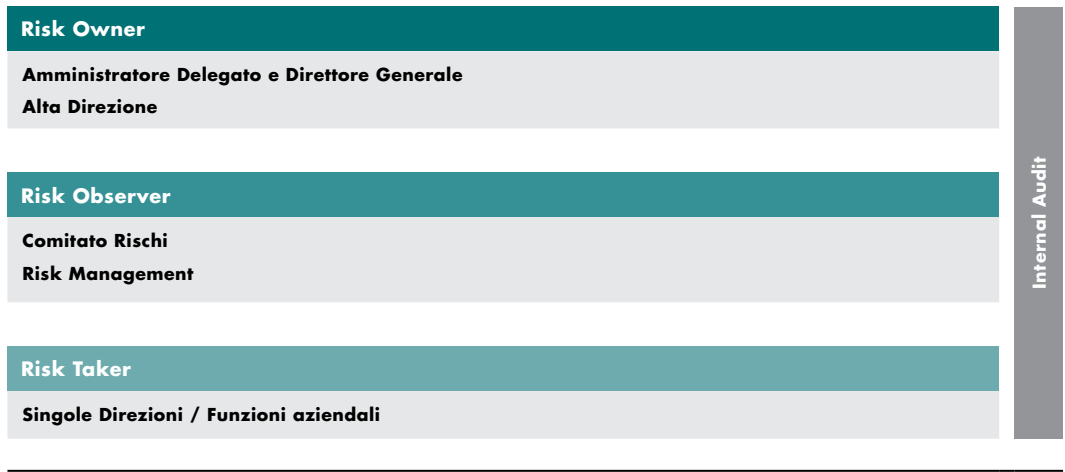 Risk Owner
Amministratore Delegato e Direttore Generale
Alta Direzione
Risk Observer
Comitato Rischi
Risk Management
Risk Taker
Singole Direzioni / Funzioni aziendali
Internal Audit